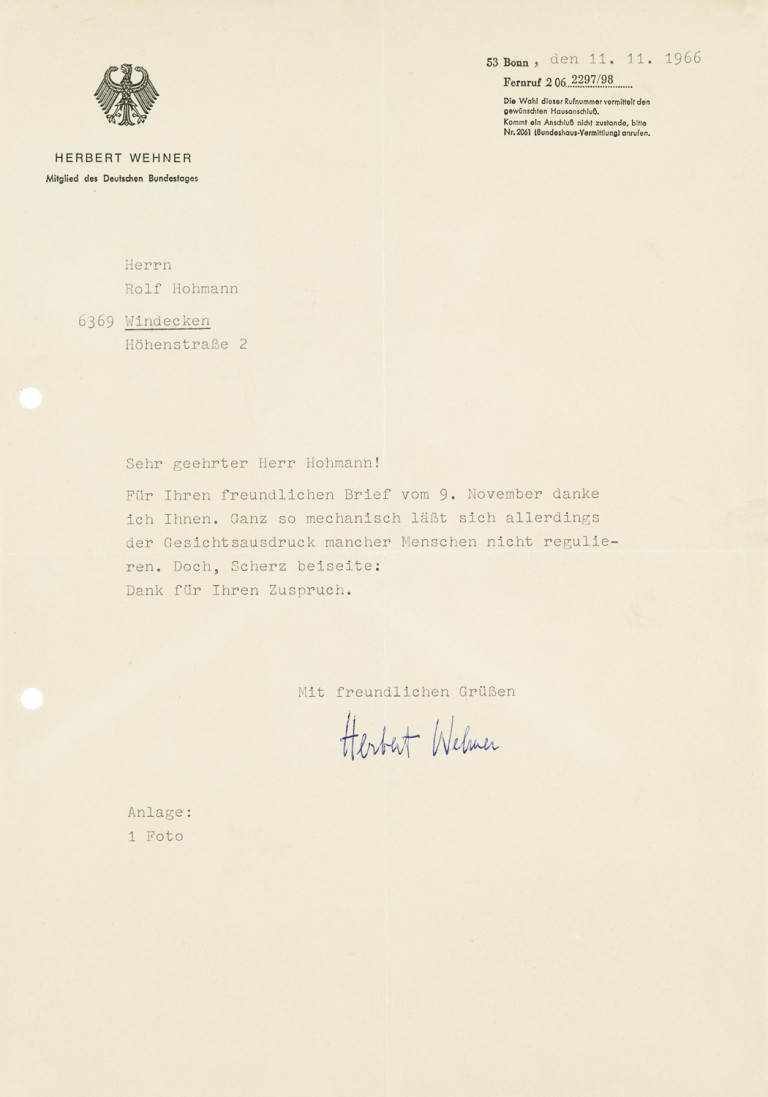 53 Bonn, den 11. 11. 1966
Fernruf 2 06 2297/98
Die Wahl dieser Rufnummer vermittelt den
gewünschten Hausanschluß.
Kommt ein Anschluß nicht zustande, bitte
Nr. 2061 (Bundeshaus-Vermittlung) anrufen.
HERBERT WEHNER
Mitglied des Deutschen Bundestages
Herrn
Rolf Hohmann
6369 Windecken
Höhenstraße 2
Sehr geehrter Herr Hohmann!
Für Ihren freundlichen Brief vom 9. November danke
ich Ihnen. Ganz so mechanisch läßt sich allerdings
der Gesichtsausdruck mancher Menschen nicht regulie-
ren. Doch, Scherz beiseite:
Dank für Ihren Zuspruch.
Mit freundlichen Grüßen
Herbert Wehner
Anlage:
1 Foto